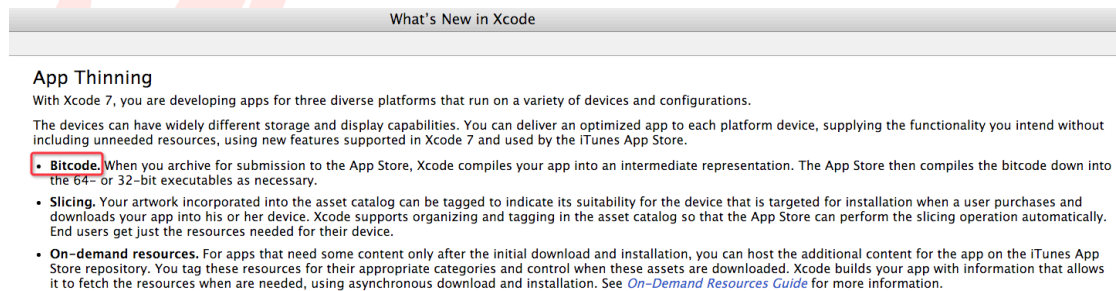 What's New in Xcode
App Thinning
With Xcode 7, you are developing apps for three diverse platforms that run on a variety of devices and configurations.
The devices can have widely different storage and display capabilities. You can deliver an optimized app to each platform device, supplying the functionality you intend without
including unneeded resources, using new features supported in Xcode 7 and used by the iTunes App Store.
• Bitcode. When you archive for submission to the App Store, Xcode compiles your app into an intermediate representation. The App Store then compiles the bitcode down into
the 64- or 32-bit executables as necessary.
• Slicing. Your artwork incorporated into the asset catalog can be tagged to indicate its suitability for the device that is targeted for installation when a user purchases and
downloads your app into his or her device. Xcode supports organizing and tagging in the asset catalog so that the App Store can perform the slicing operation automatically.
End users get just the resources needed for their device.
• On-demand resources. For apps that need some content only after the initial download and installation, you can host the additional content for the app on the iTunes App
Store repository. You tag these resources for their appropriate categories and control when these assets are downloaded. Xcode builds your app with information that allows
it to fetch the resources when are needed, using asynchronous download and installation. See On-Demand Resources Guide for more information.